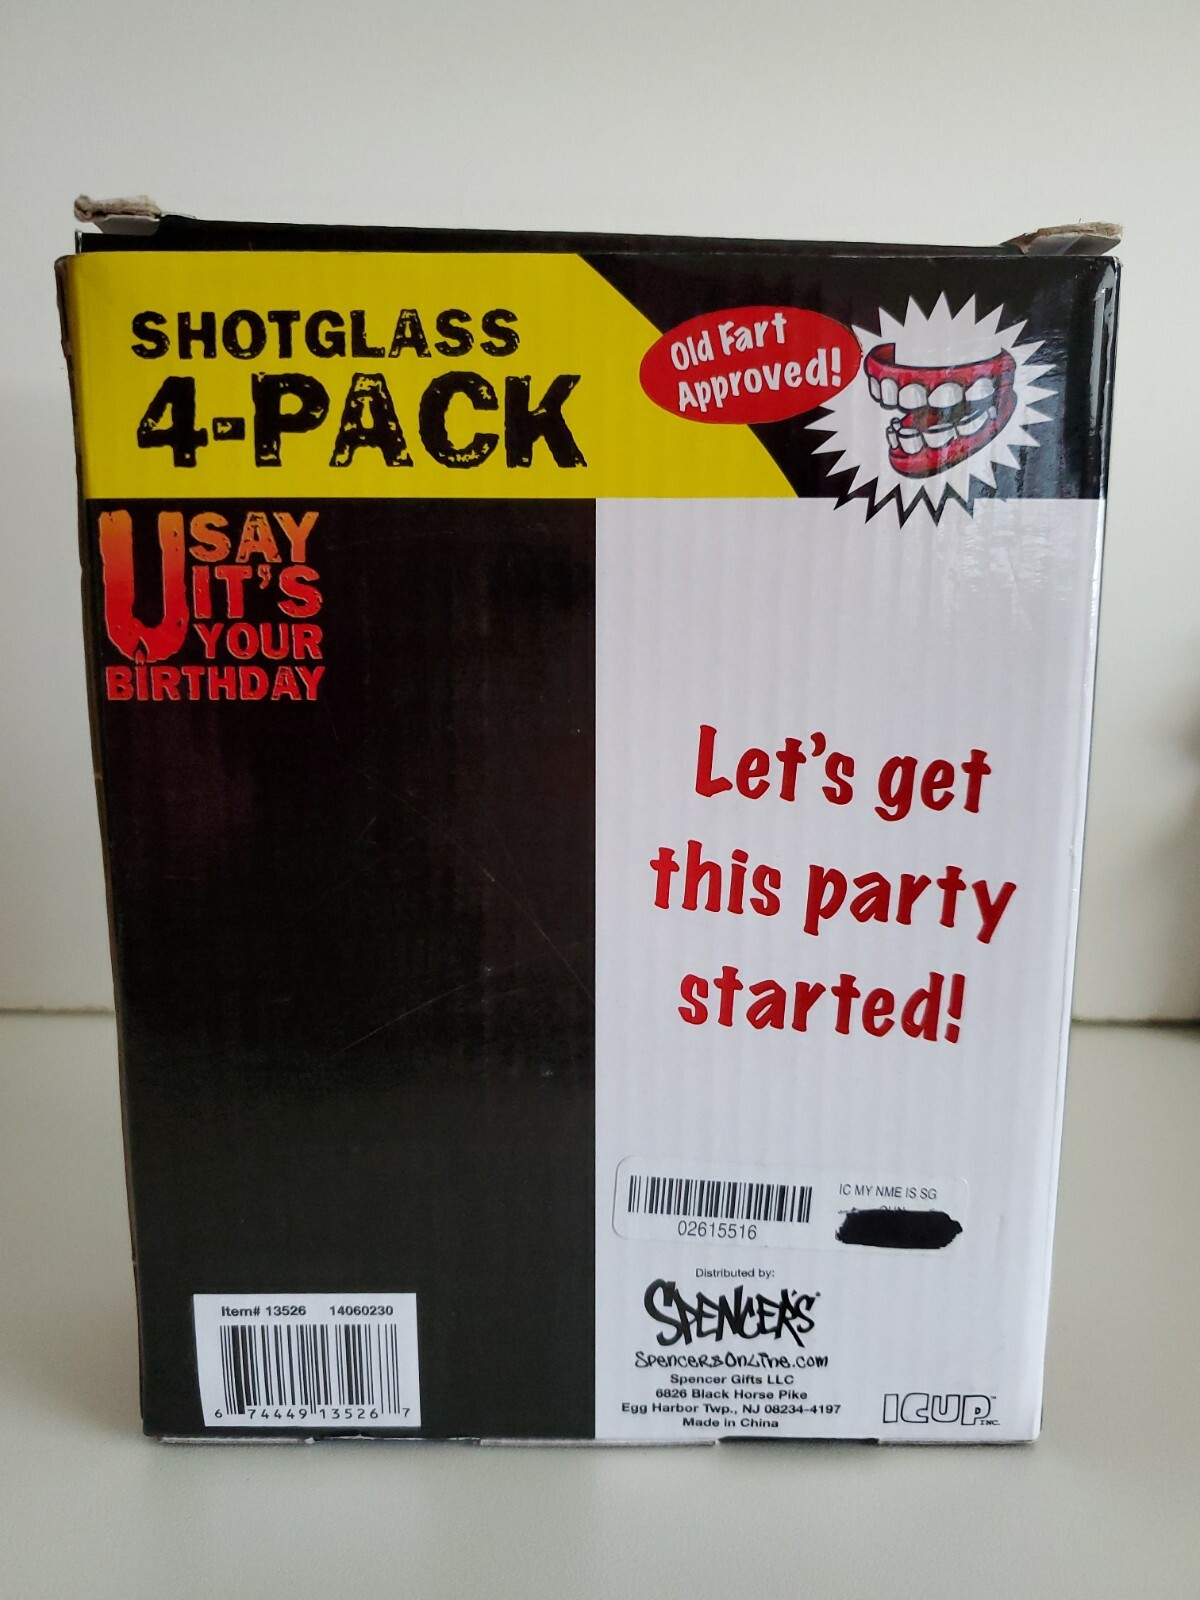 SHOTGLASS
4-PACK
Old Fart
Approved!
U SAY
IT'S
YOUR
BIRTHDAY
Let's get
this party
started!
IC MY NME IS SG
02615516
Distributed by:
SPENCER'S
SpencersOnline.com
Spencer Gifts LLC
6826 Black Horse Pike
Egg Harbor Twp., NJ 08234-4197
Made in China
ICUP™ INC.
Item# 13526 14060230
6 74449 13526 7